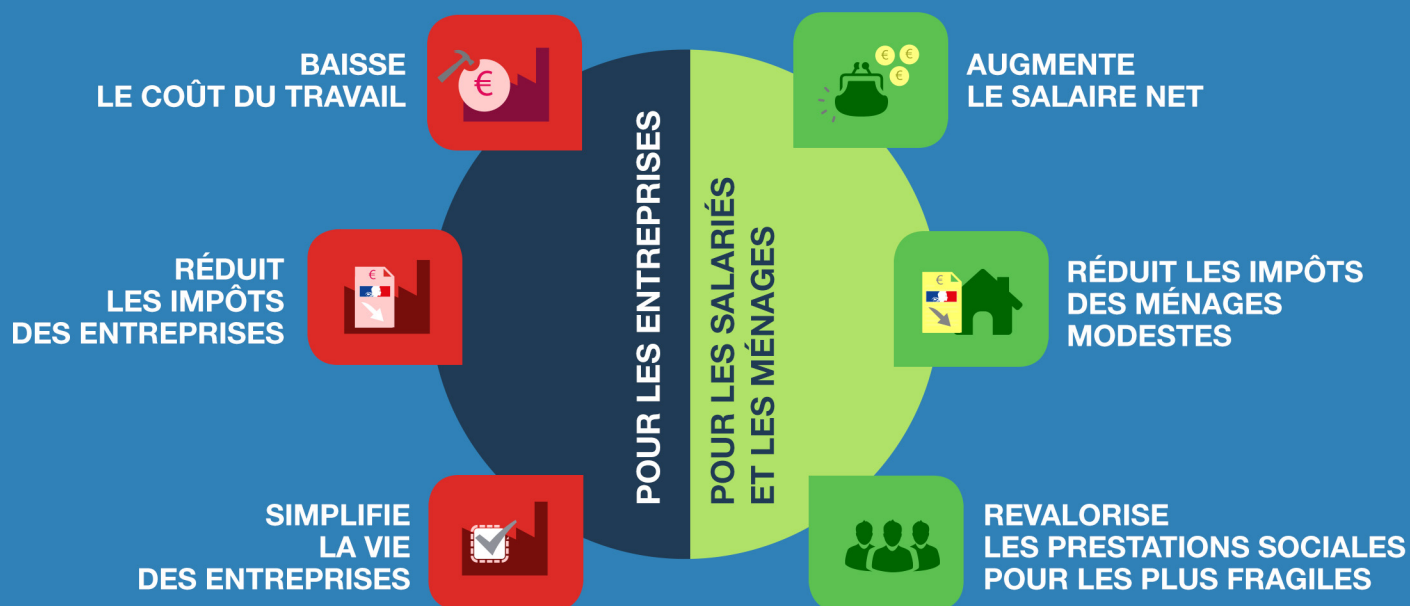 BAISSE
LE COÛT DU TRAVAIL
RÉDUIT
LES IMPÔTS
DES ENTREPRISES
SIMPLIFIE
LA VIE
DES ENTREPRISES
POUR LES ENTREPRISES
POUR LES SALARIÉS
ET LES MÉNAGES
AUGMENTE
LE SALAIRE NET
RÉDUIT LES IMPÔTS
DES MÉNAGES
MODESTES
REVALORISE
LES PRESTATIONS SOCIALES
POUR LES PLUS FRAGILES